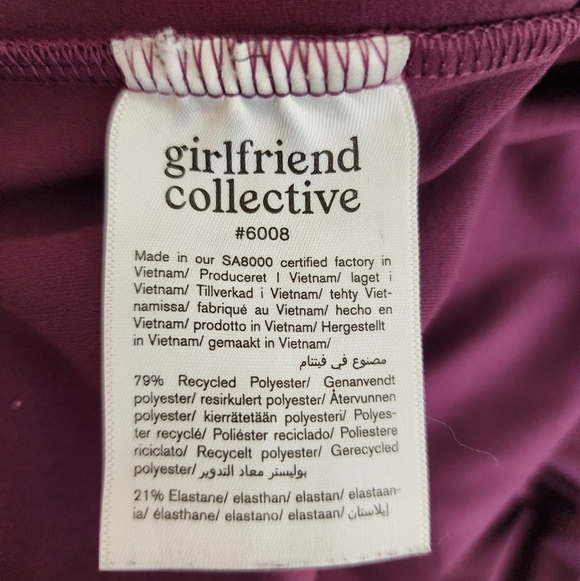 girlfriend
collective
#6008
Made in our SA8000 certified factory in
Vietnam/ Produceret I Vietnam/ laget i
Vietnam/ Tillverkad i Vietnam/ tehty Viet-
namissa/ fabriqué au Vietnam/ hecho en
Vietnam/ prodotto in Vietnam/ Hergestellt
in Vietnam/ gemaakt in Vietnam/
مصنوع في فيتنام
79% Recycled Polyester/ Genanvendt
polyester/ resirkulert polyester/ Återvunnen
polyester/ kierrätetään polyesteri/ Polyes-
ter recyclé/ Poliéster reciclado/ Poliestere
riciclato/ Recycelt polyester/ Gerecycled
polyester/ بوليستر معاد التدوير
21% Elastane/ elasthan/ elastan/ elastaan-
ia/ élasthane/ elastano/ elastaan/ إيلاستان